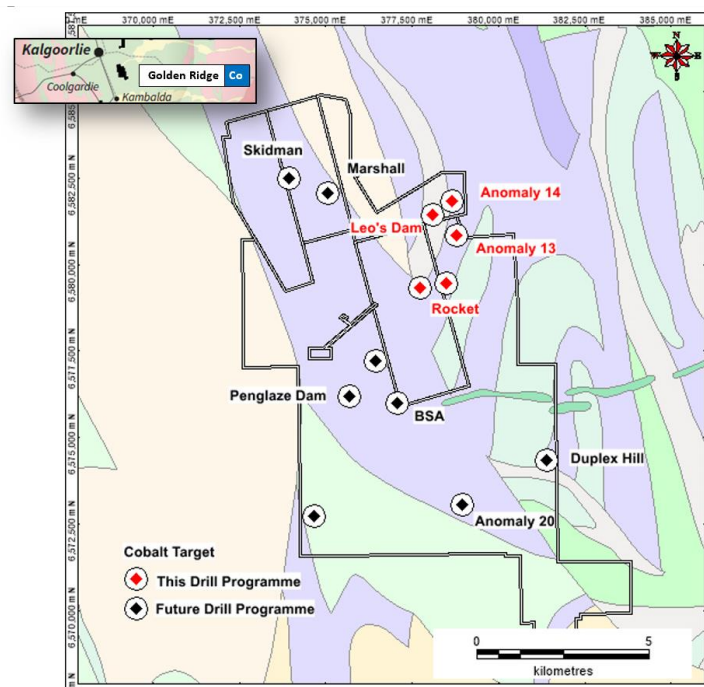 370,000 mE
372,500 mE
375,000 mE
377,500 mE
380,000 mE
382,500 mE
385,000 mE
Kalgoorlie
Coolgardie
Golden Ridge Co
Kambalda
N
W E
S
Skidman
Marshall
6,582,500 mN
Anomaly 14
Leo's Dam
Anomaly 13
6,580,000 mN
Rocket
6,577,500 mN
Penglaze Dam
BSA
6,575,000 mN
Duplex Hill
Anomaly 20
6,572,500 mN
Cobalt Target
This Drill Programme
Future Drill Programme
6,570,000 mN
0 5
kilometres